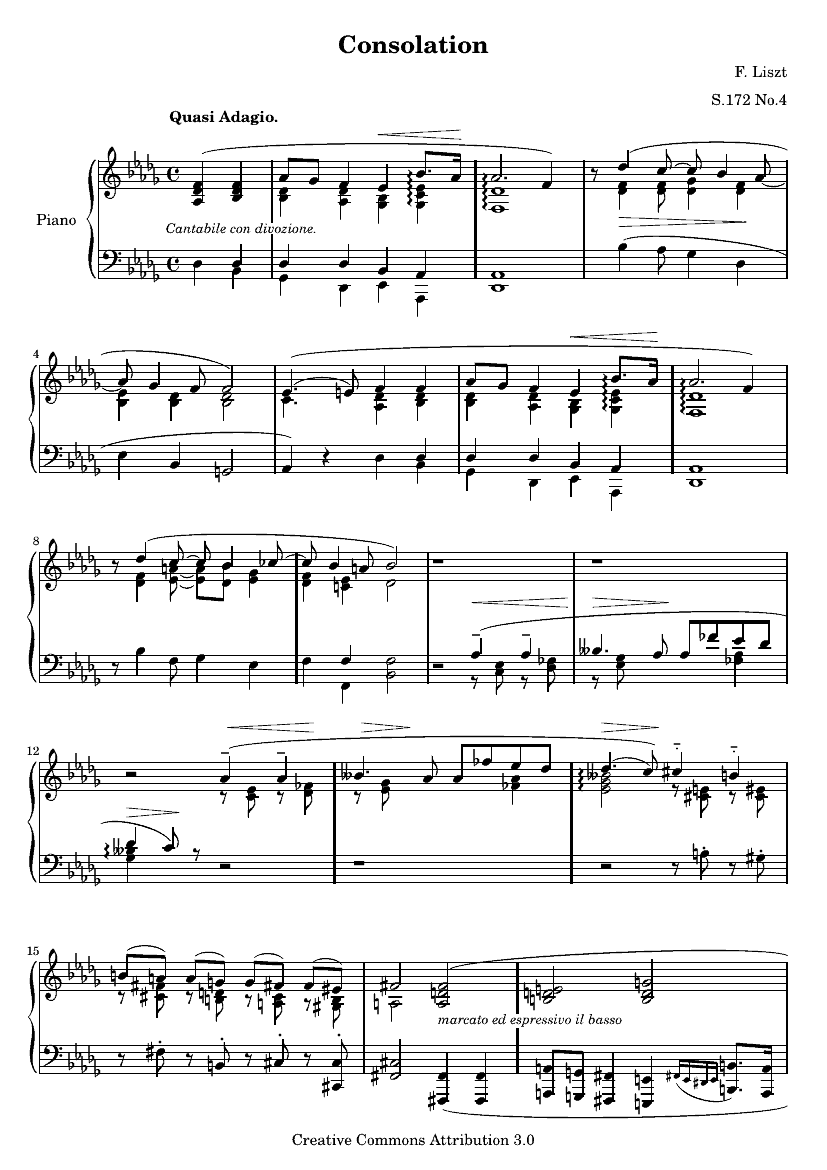 Consolation
F. Liszt
S.172 No.4
Quasi Adagio.
Piano
Cantabile con divozione.
4
8
12
15
marcato ed espressivo il basso
Creative Commons Attribution 3.0